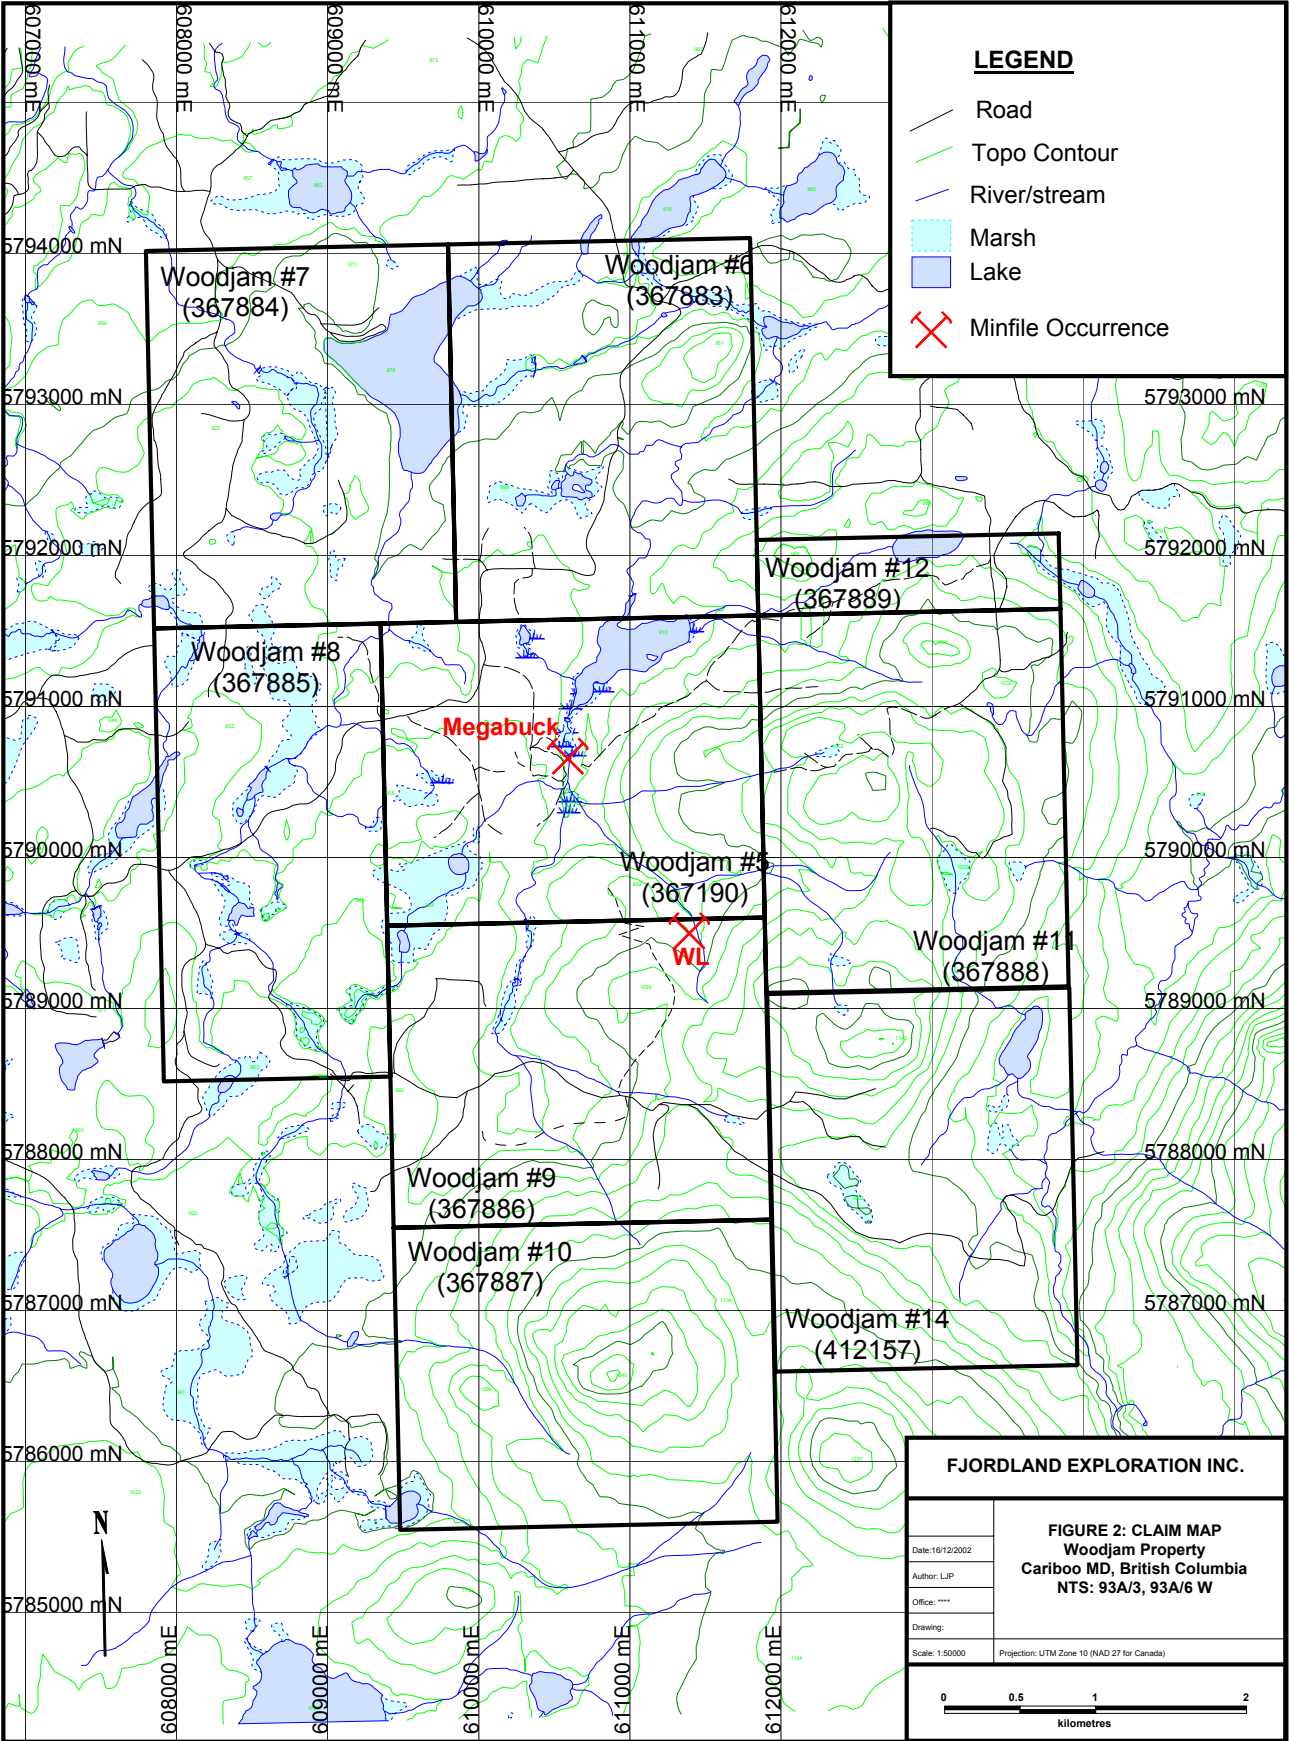 607000 mE
608000 mE
609000 mE
610000 mE
611000 mE
612000 mE
LEGEND
Road
Topo Contour
River/stream
Marsh
Lake
Minfile Occurrence
5794000 mN
Woodjam #7
(367884)
Woodjam #6
(367883)
5793000 mN
5793000 mN
5792000 mN
5792000 mN
Woodjam #12
(367889)
Woodjam #8
(367885)
5791000 mN
5791000 mN
Megabuck
5790000 mN
5790000 mN
Woodjam #5
(367190)
WL
Woodjam #11
(367888)
5789000 mN
5789000 mN
5788000 mN
5788000 mN
Woodjam #9
(367886)
Woodjam #10
(367887)
5787000 mN
5787000 mN
Woodjam #14
(412157)
5786000 mN
N
5785000 mN
608000 mE
609000 mE
610000 mE
611000 mE
612000 mE
FJORDLAND EXPLORATION INC.
FIGURE 2: CLAIM MAP
Woodjam Property
Cariboo MD, British Columbia
NTS: 93A/3, 93A/6 W
Date:16/12/2002
Author: LJP
Office: ****
Drawing:
Scale: 1:50000
Projection: UTM Zone 10 (NAD 27 for Canada)
0 0.5 1 2
kilometres